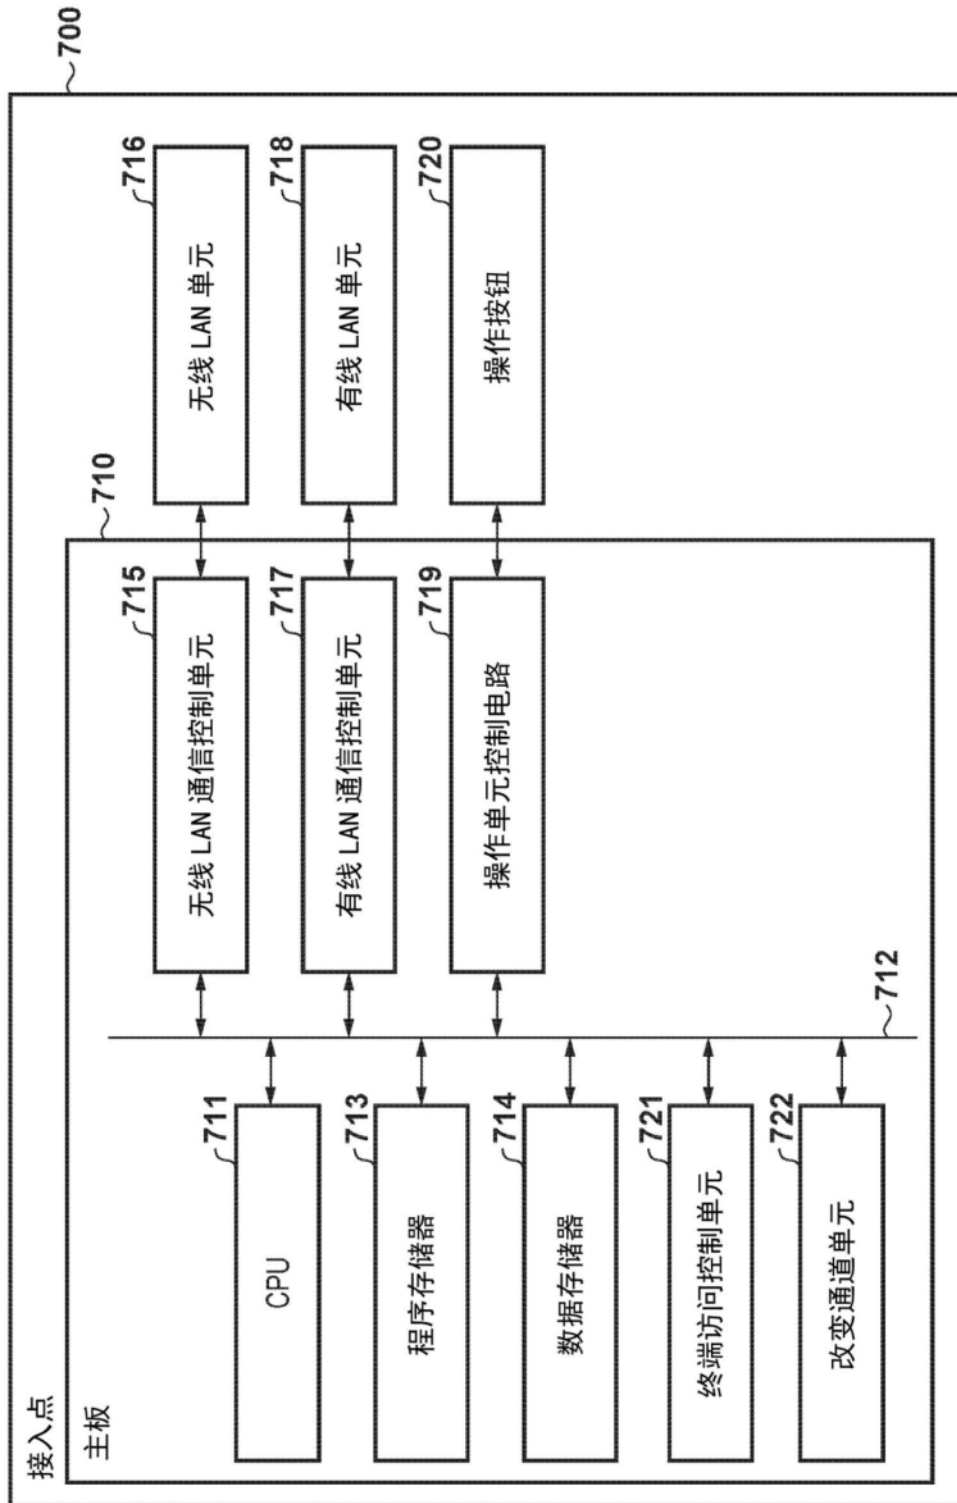 接入点
700
主板
710
CPU
711
程序存储器
713
数据存储器
714
终端访问控制单元
721
改变通道单元
722
712
无线 LAN 通信控制单元
715
有线 LAN 通信控制单元
717
操作单元控制电路
719
无线 LAN 单元
716
有线 LAN 单元
718
操作按钮
720